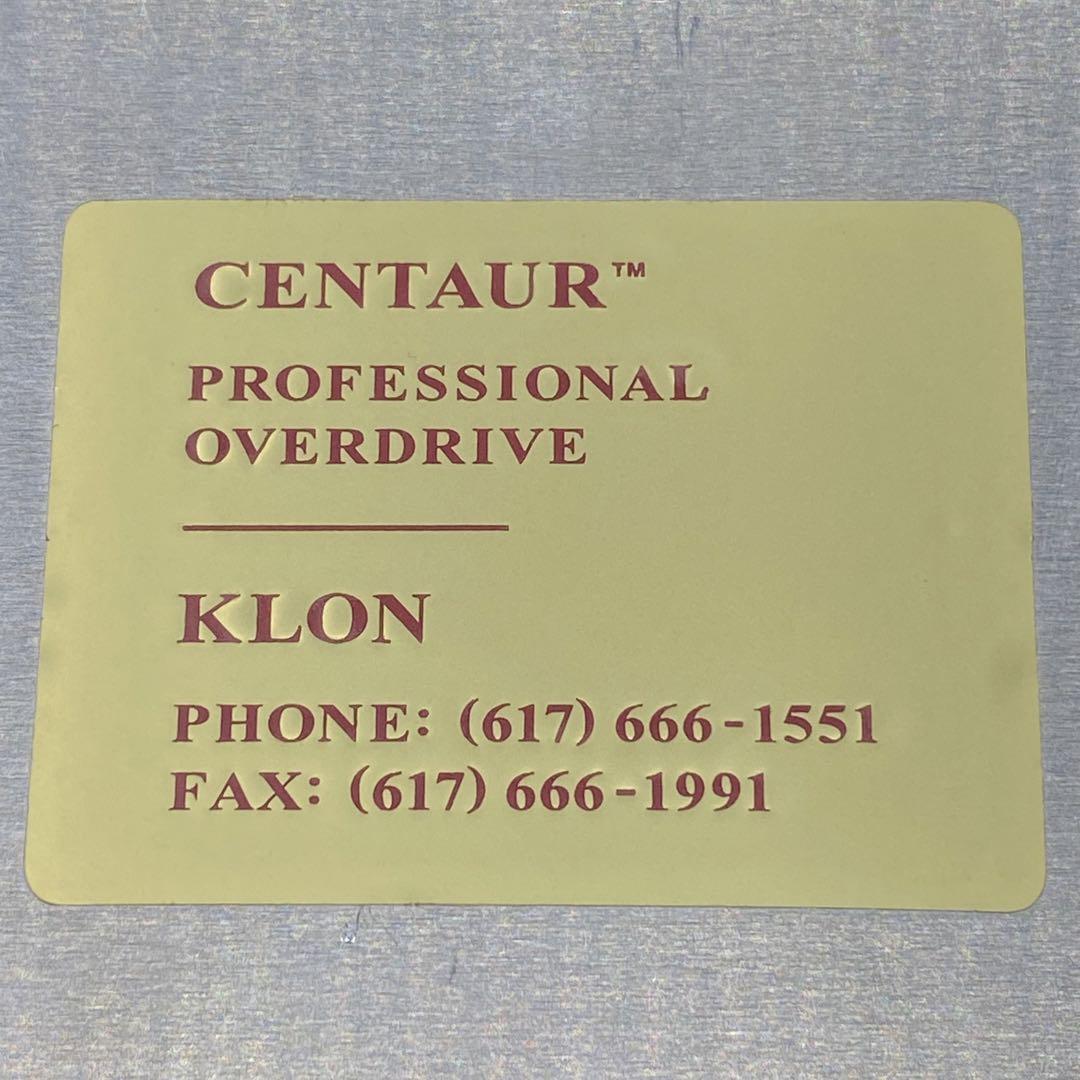 CENTAUR™
PROFESSIONAL
OVERDRIVE
KLON
PHONE: (617) 666-1551
FAX: (617) 666-1991